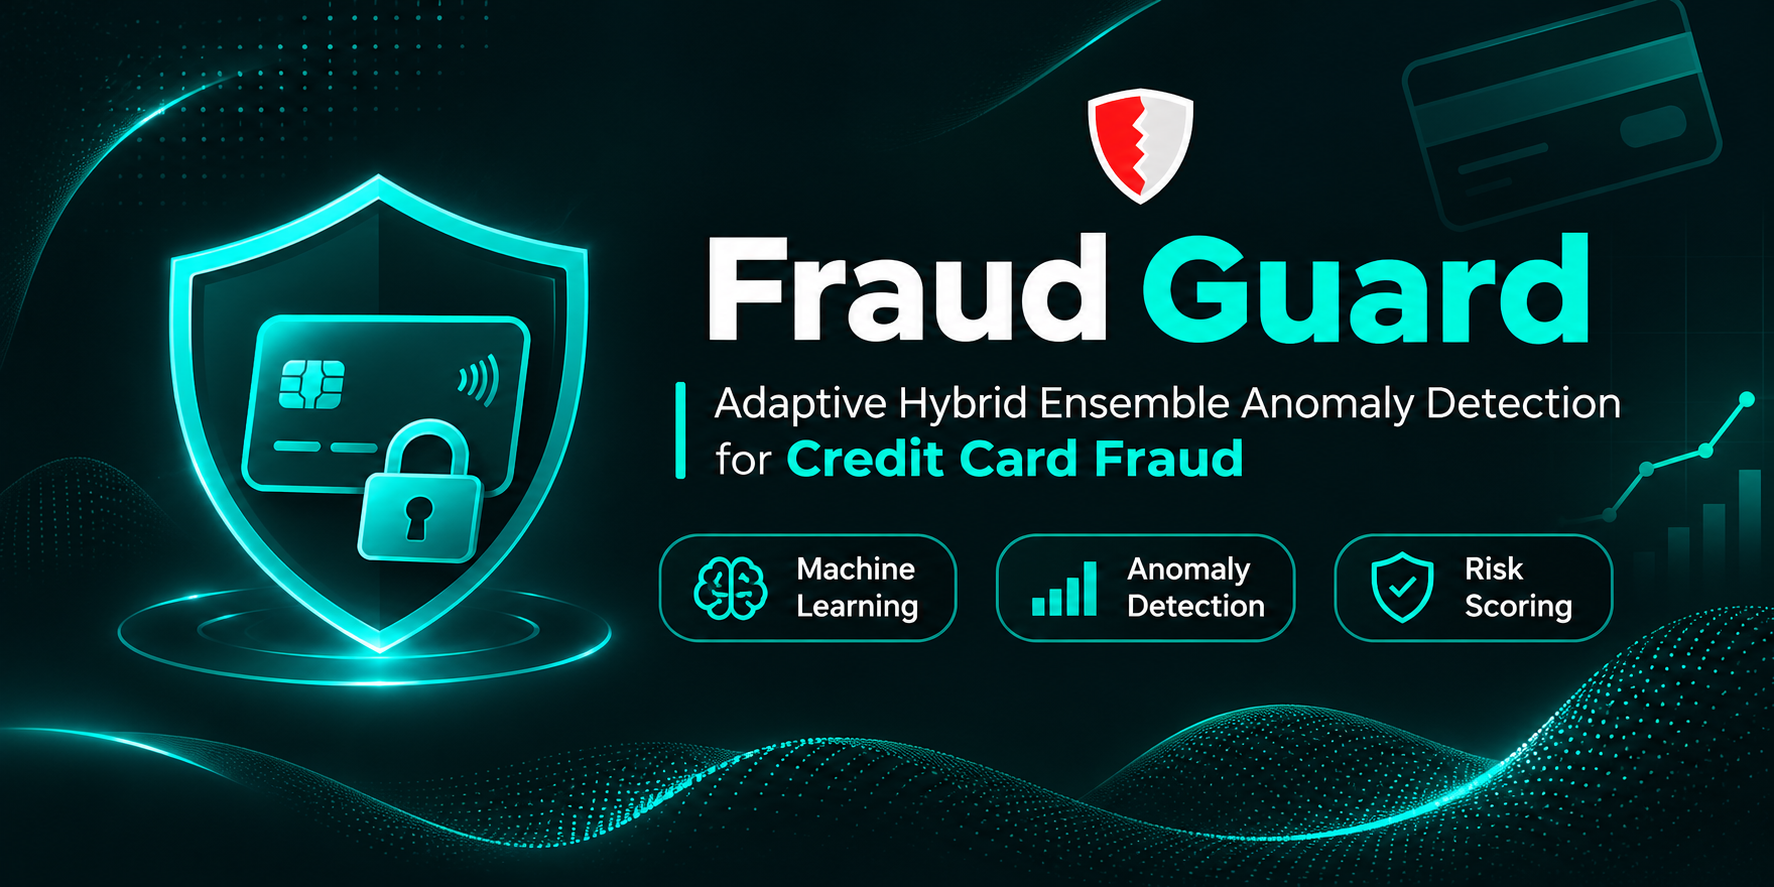 Fraud Guard
Adaptive Hybrid Ensemble Anomaly Detection
for Credit Card Fraud
Machine
Learning
Anomaly
Detection
Risk
Scoring